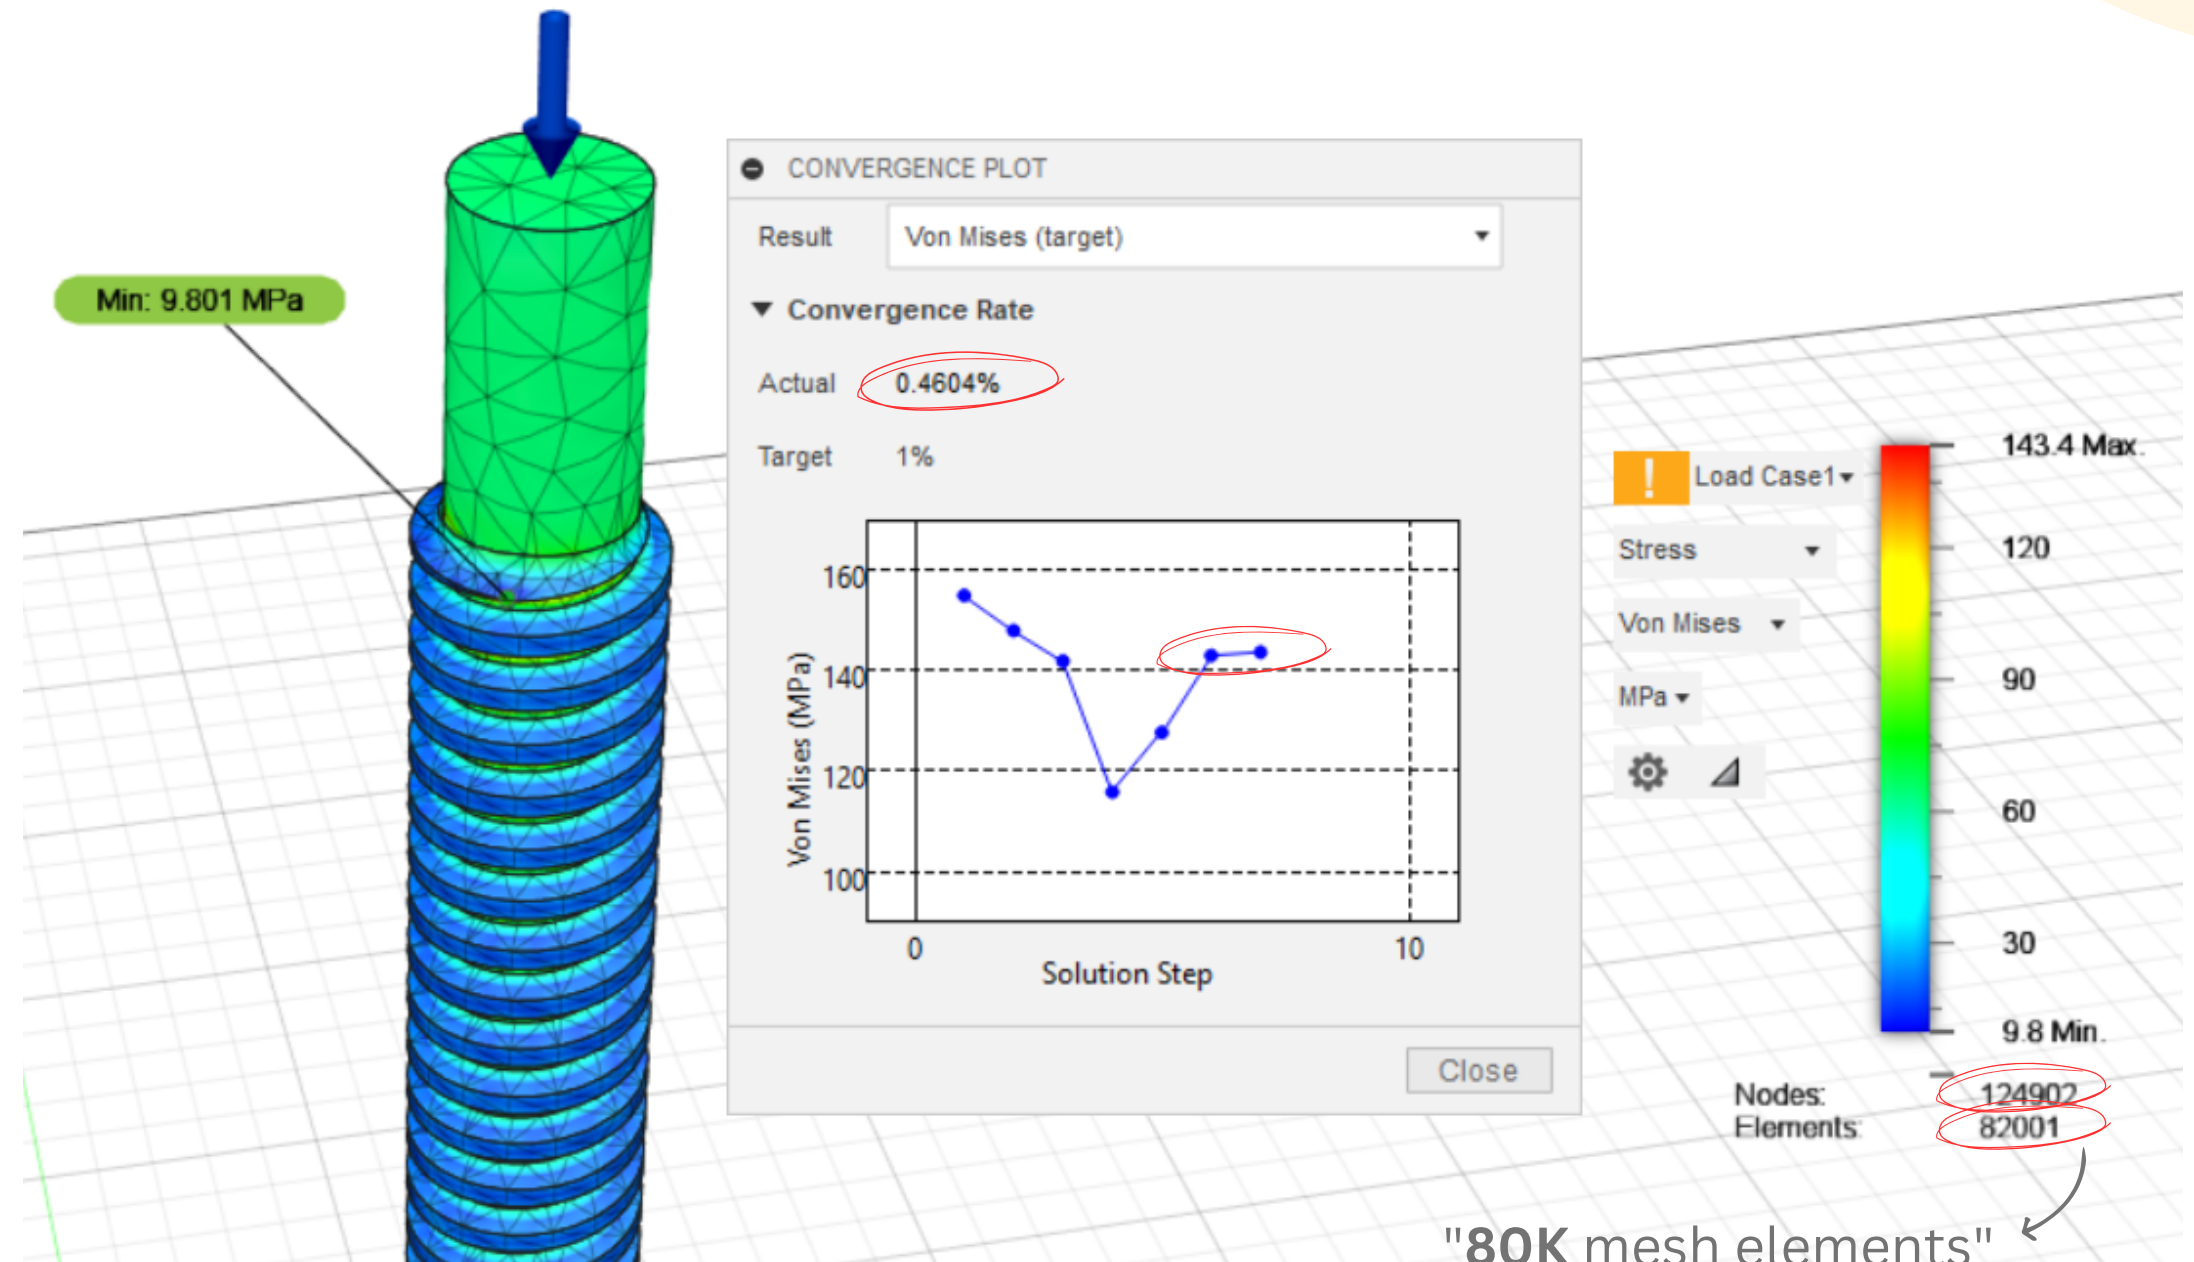 Min: 9.801 MPa
CONVERGENCE PLOT
Result Von Mises (target)
Convergence Rate
Actual 0.4604%
Target 1%
160
140
120
100
Von Mises (MPa)
0 10
Solution Step
Close
! Load Case1
Stress
Von Mises
MPa
143.4 Max.
120
90
60
30
9.8 Min.
Nodes: 124902
Elements: 82001
"80K mesh elements"